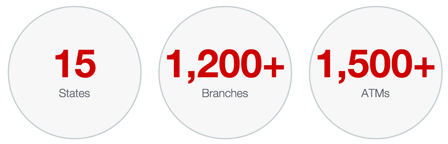 15
States
1,200+
Branches
1,500+
ATMs